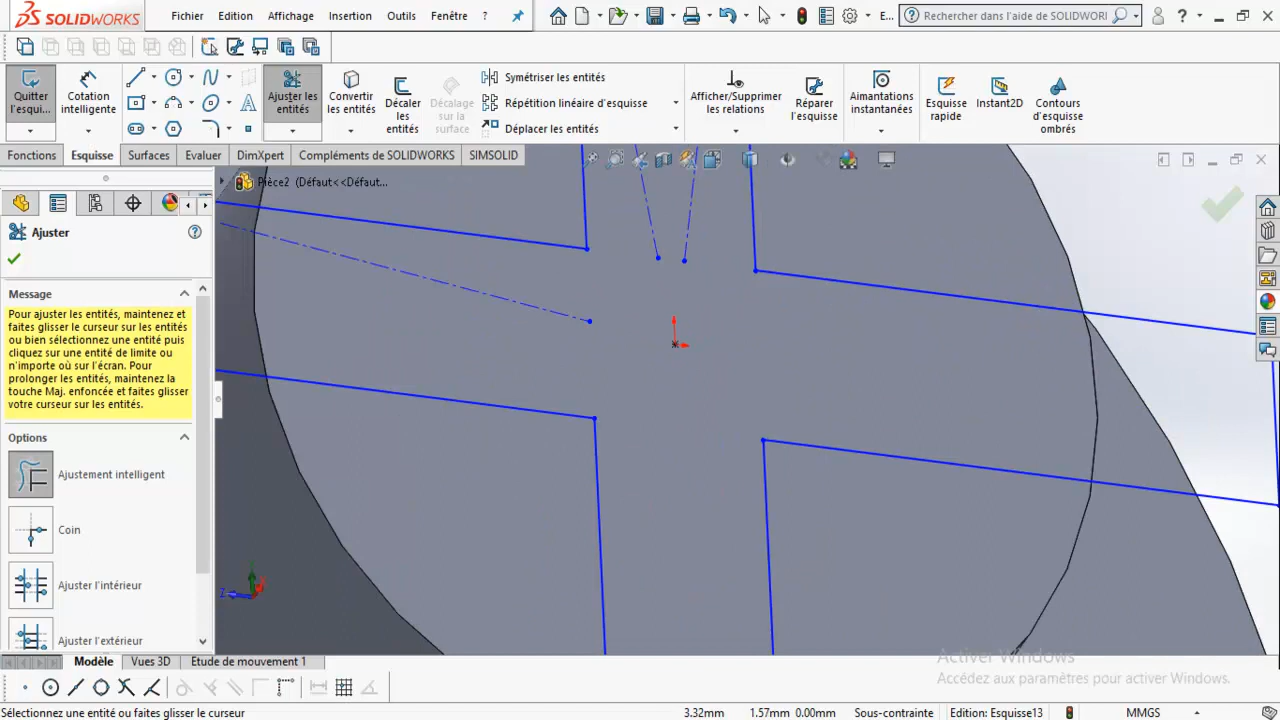 SOLIDWORKS
Fichier Edition Affichage Insertion Outils Fenêtre ?
E...
Rechercher dans l'aide de SOLIDWORKS
?
Quitter l'esqui...
Cotation intelligente
Ajuster les entités
Convertir les entités
Décaler les entités
Décalage sur la surface
Symétriser les entités
Répétition linéaire d'esquisse
Déplacer les entités
Afficher/Supprimer les relations
Réparer l'esquisse
Aimantations instantanées
Esquisse rapide
Instant2D
Contours d'esquisse ombrés
Fonctions Esquisse Surfaces Evaluer DimXpert Compléments de SOLIDWORKS SIMSOLID
Pièce2 (Défaut<<Défaut...
Ajuster
Message
Pour ajuster les entités, maintenez et
faites glisser le curseur sur les entités
ou bien sélectionnez une entité puis
cliquez sur une entité de limite ou
n'importe où sur l'écran. Pour
prolonger les entités, maintenez la
touche Maj. enfoncée et faites glisser
votre curseur sur les entités.
Options
Ajustement intelligent
Coin
Ajuster l'intérieur
Ajuster l'extérieur
Z
Activer Windows
Accédez aux paramètres pour activer Windows.
Modèle Vues 3D Etude de mouvement 1
Sélectionnez une entité ou faites glisser le curseur 3.32mm 1.57mm 0.00mm Sous-contrainte Edition: Esquisse13 MMGS